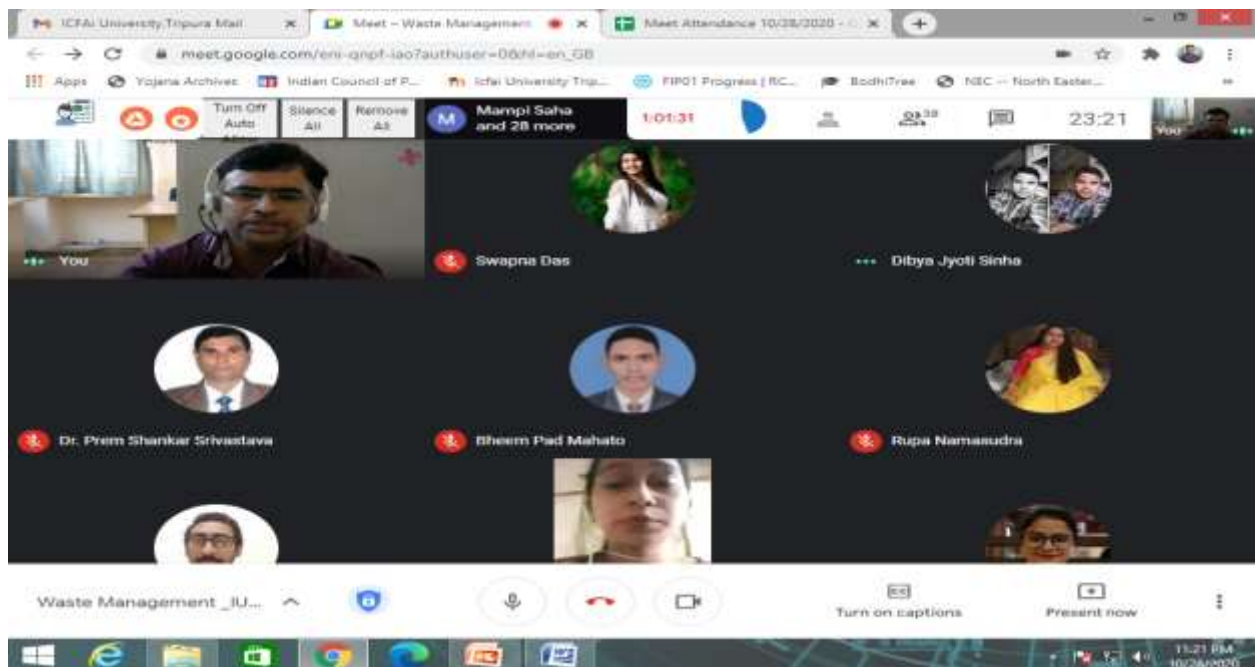 ICFAI University,Tripura Mail
Meet – Waste Management
Meet Attendance 10/28/2020 -
meet.google.com/eni-qnpf-iao?authuser=0&hl=en_GB
Apps Yojana Archives Indian Council of P... Icfai University Trip... FIP01 Progress | RC... BodhiTree NEC — North Easter...
Turn Off Auto
Silence All
Remove All
M Mampi Saha and 28 more
1:01:31
23:21
You
You
Swapna Das
Dibya Jyoti Sinha
Dr. Prem Shankar Srivastava
Bheem Pad Mahato
Rupa Namasudra
Waste Management _IU...
Turn on captions
Present now
11:21 PM